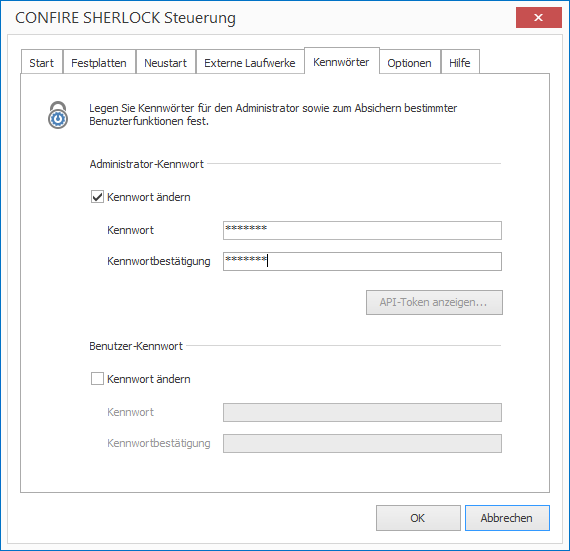 CONFIRE SHERLOCK Steuerung
Start Festplatten Neustart Externe Laufwerke Kennwörter Optionen Hilfe
Legen Sie Kennwörter für den Administrator sowie zum Absichern bestimmter
Benuzterfunktionen fest.
Administrator-Kennwort
Kennwort ändern
Kennwort *******
Kennwortbestätigung *******
API-Token anzeigen...
Benutzer-Kennwort
Kennwort ändern
Kennwort
Kennwortbestätigung
OK Abbrechen